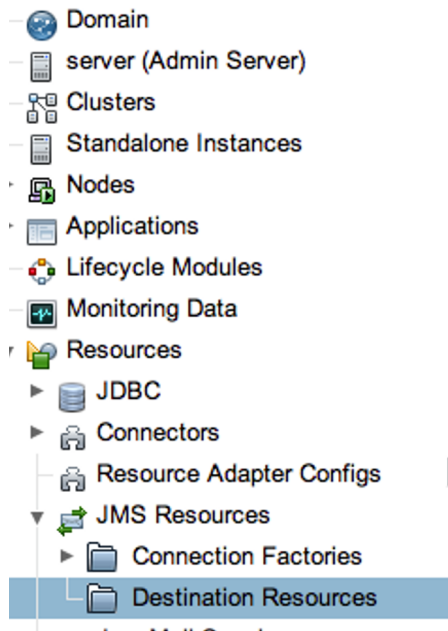 Domain
server (Admin Server)
Clusters
Standalone Instances
Nodes
Applications
Lifecycle Modules
Monitoring Data
Resources
JDBC
Connectors
Resource Adapter Configs
JMS Resources
Connection Factories
Destination Resources